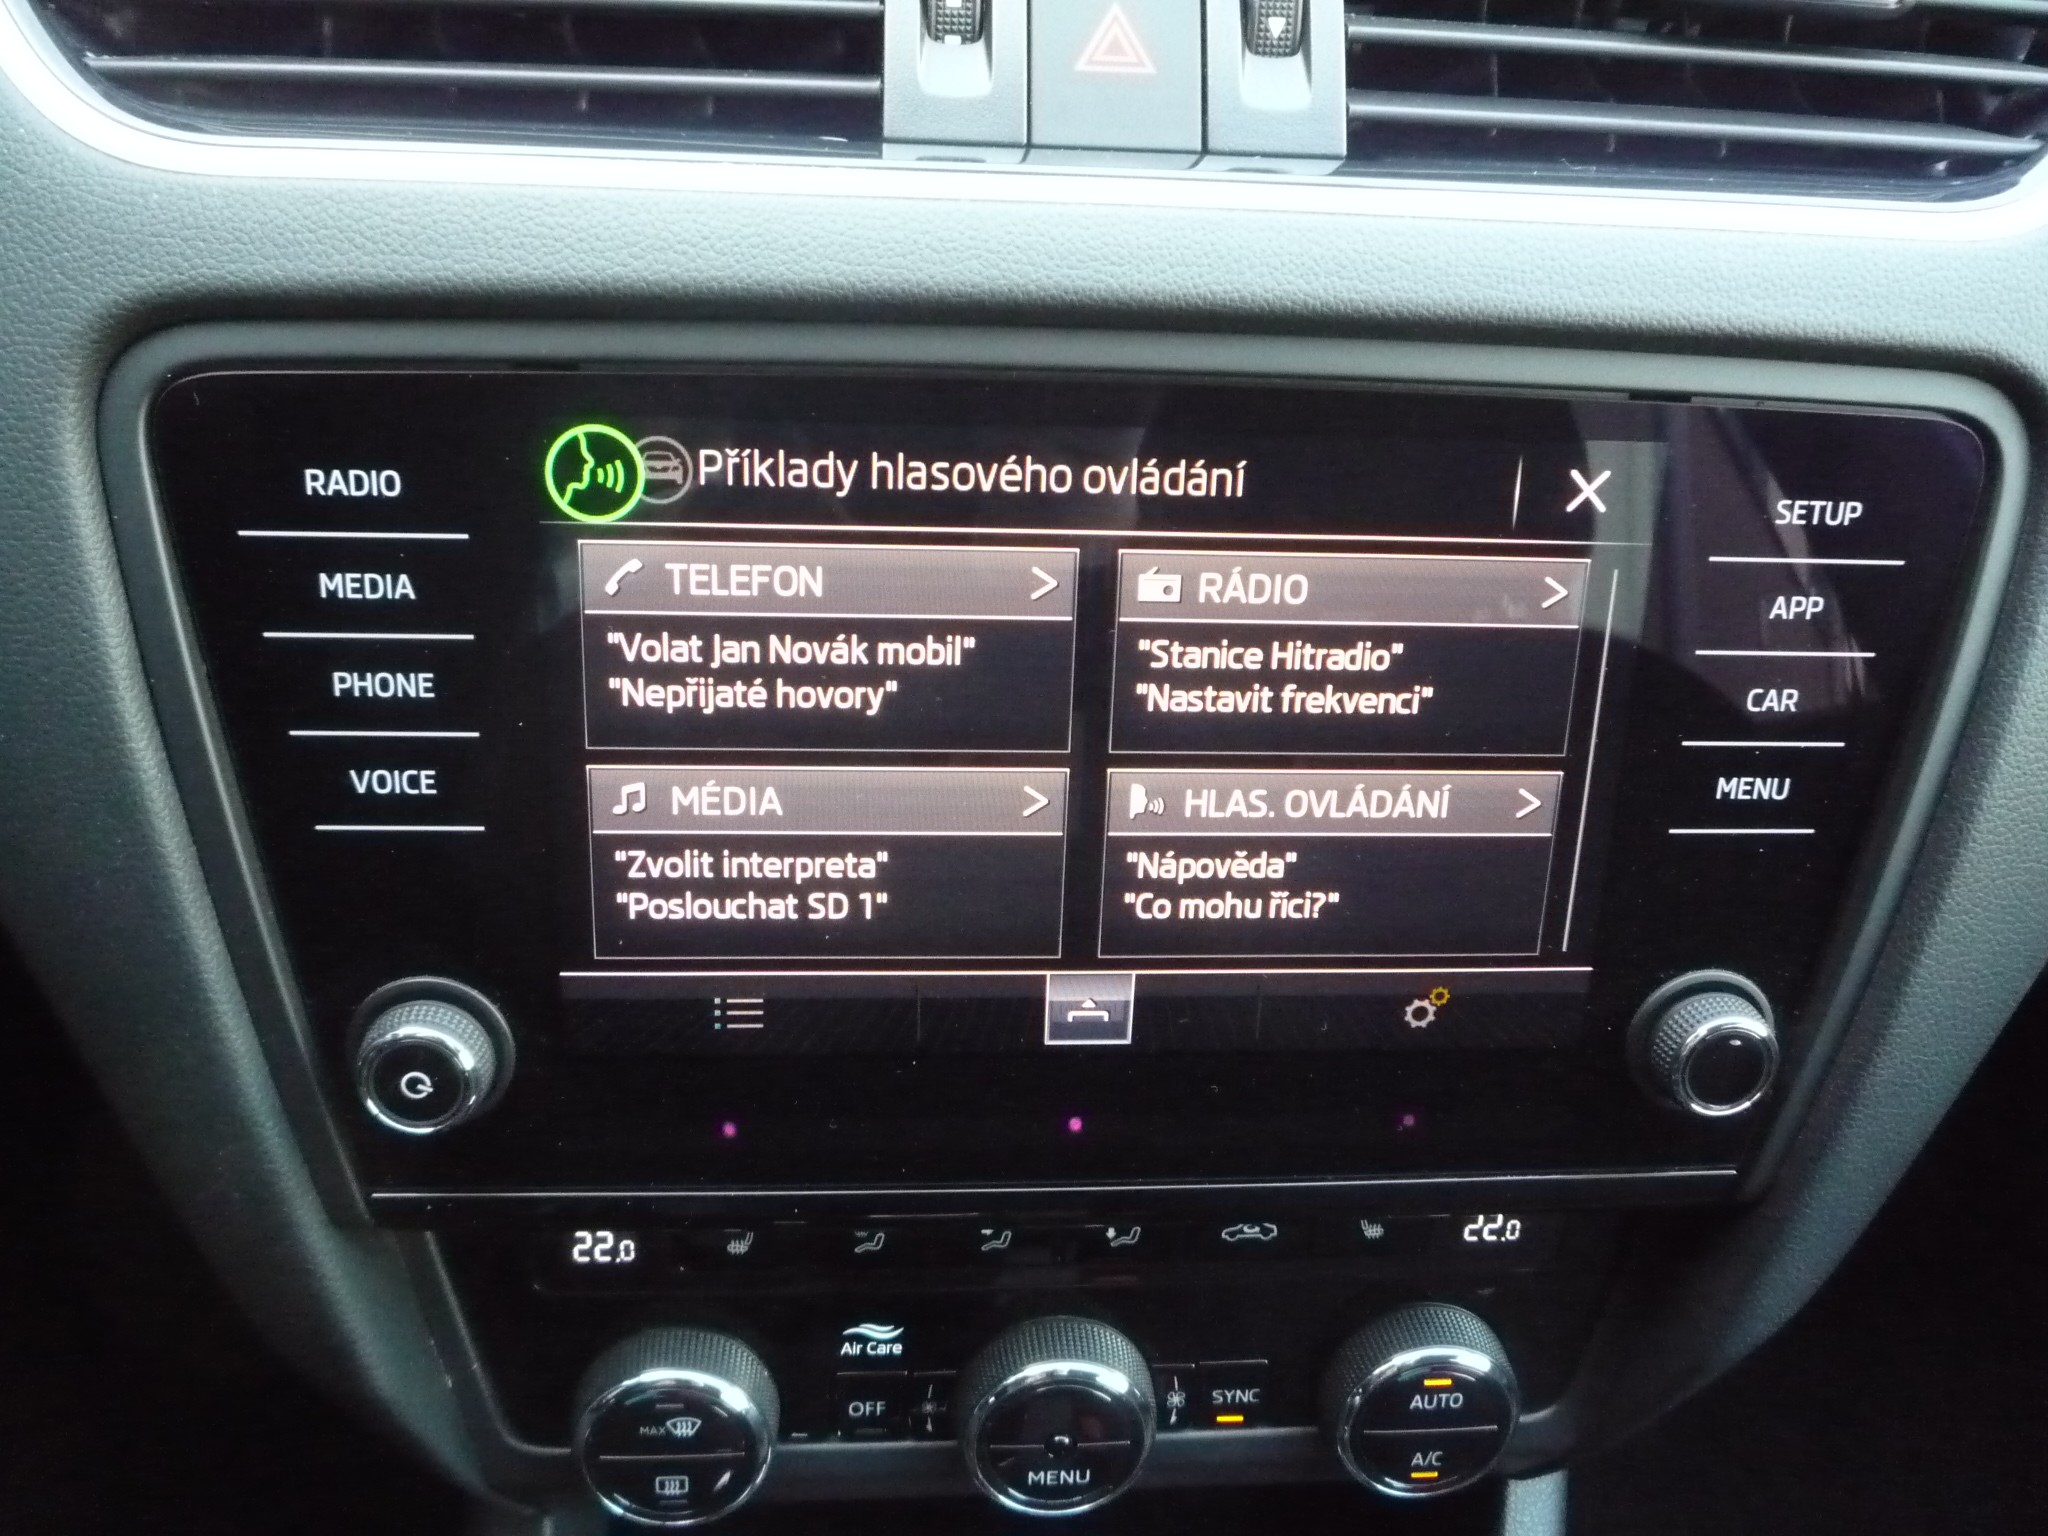 RADIO
MEDIA
PHONE
VOICE
Příklady hlasového ovládání
TELEFON
"Volat Jan Novák mobil"
"Nepřijaté hovory"
RÁDIO
"Stanice Hitradio"
"Nastavit frekvenci"
MÉDIA
"Zvolit interpreta"
"Poslouchat SD 1"
HLAS. OVLÁDÁNÍ
"Nápověda"
"Co mohu říci?"
SETUP
APP
CAR
MENU
22.0
22.0
Air Care
MAX
OFF
MENU
SYNC
AUTO
A/C